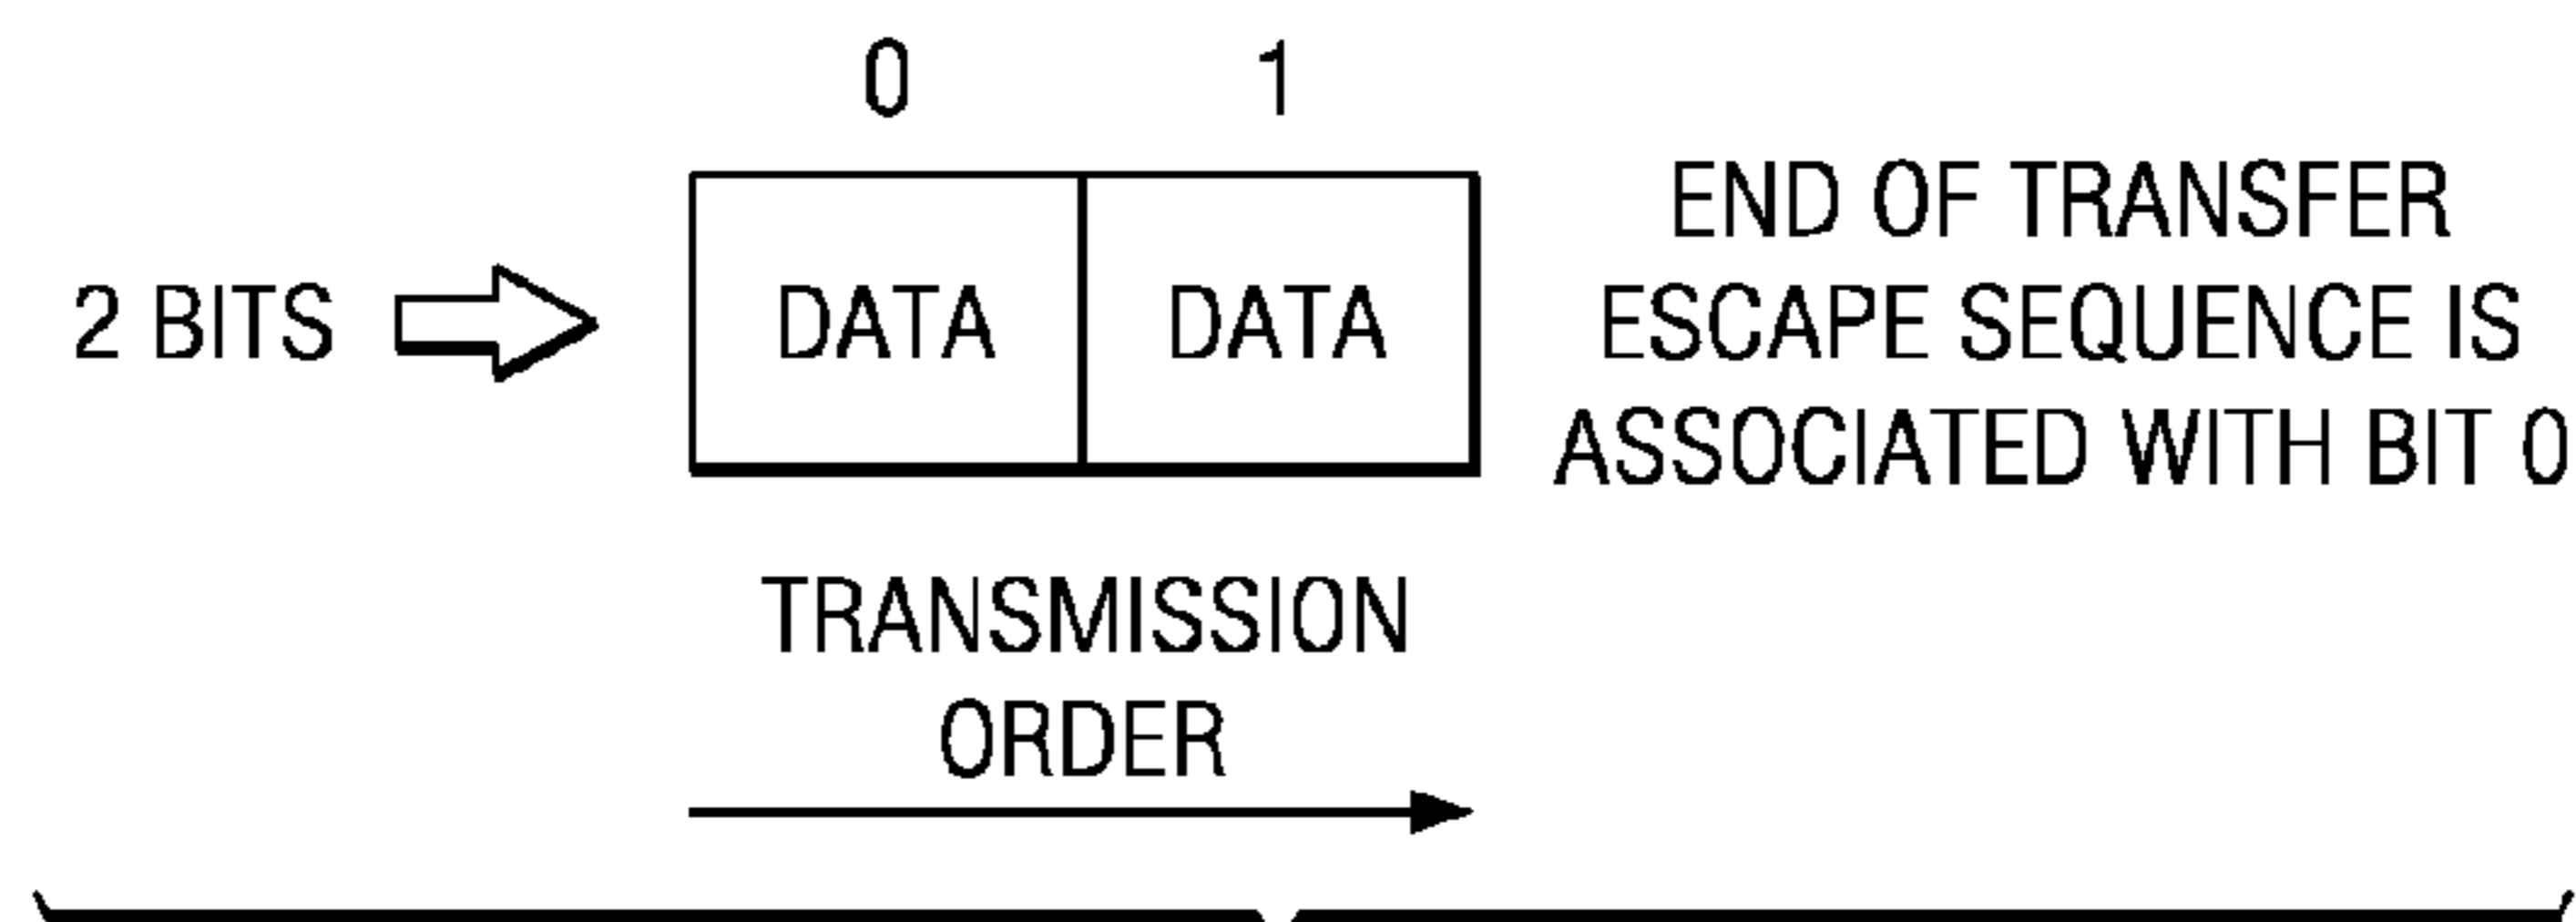 0 1
2 BITS
DATA DATA
END OF TRANSFER
ESCAPE SEQUENCE IS
ASSOCIATED WITH BIT 0
TRANSMISSION
ORDER